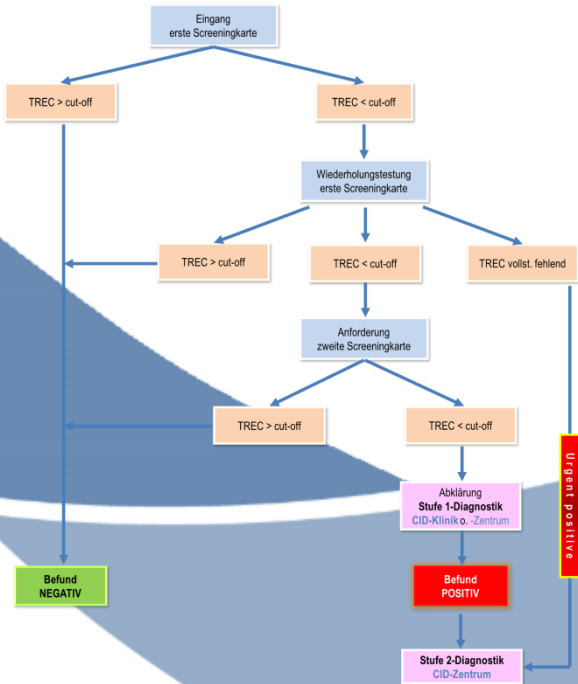 Eingang
erste Screeningkarte
TREC > cut-off
TREC < cut-off
Wiederholungstestung
erste Screeningkarte
TREC > cut-off
TREC < cut-off
TREC vollst. fehlend
Anforderung
zweite Screeningkarte
TREC > cut-off
TREC < cut-off
Urgent positive
Abklärung
Stufe 1-Diagnostik
CID-Klinik o. -Zentrum
Befund
NEGATIV
Befund
POSITIV
Stufe 2-Diagnostik
CID-Zentrum